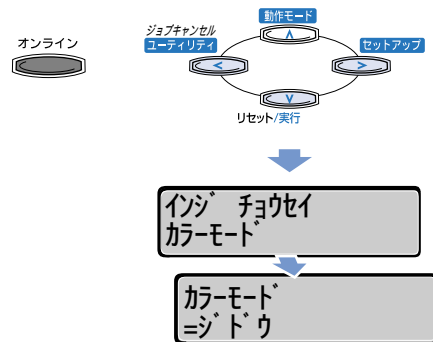 動作モード
ジョブキャンセル
オンライン
ユーティリティ
セットアップ
∧
<
>
∨
リセット/実行
インジ チョウセイ
カラーモード
カラーモード
=ジドウ